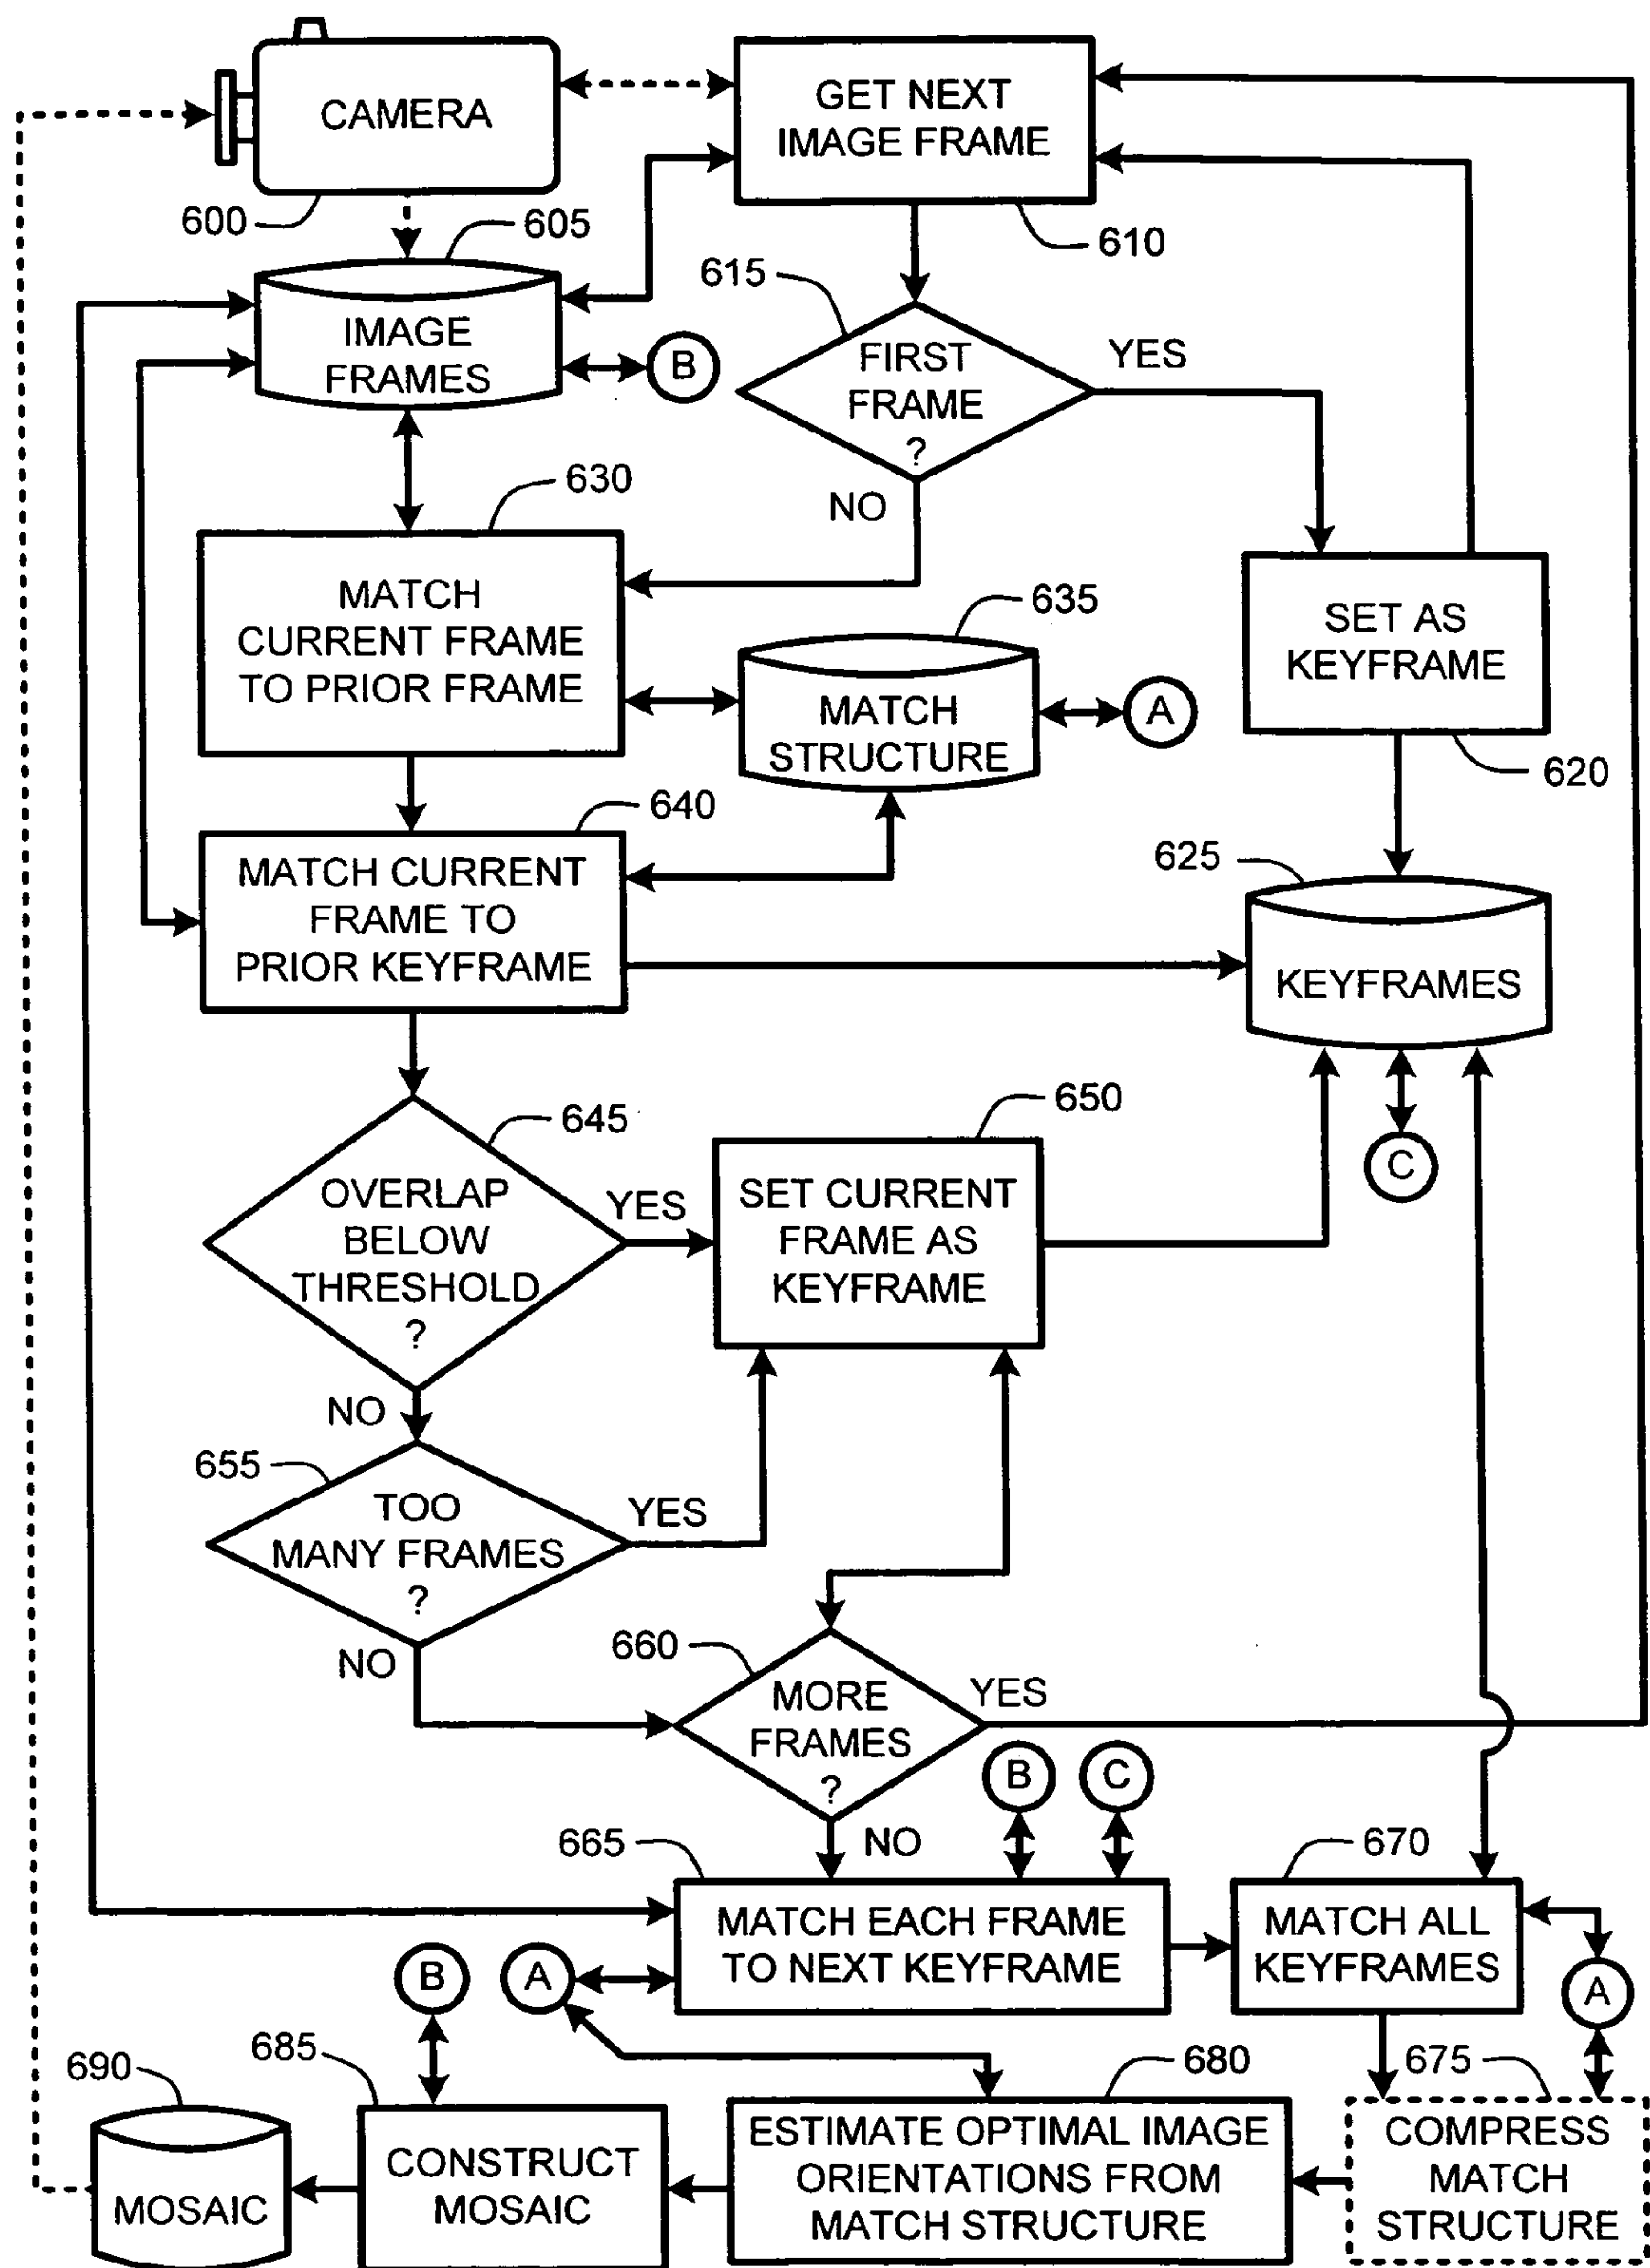 CAMERA
600
GET NEXT
IMAGE FRAME
610
605
IMAGE
FRAMES
B
615
FIRST
FRAME
?
YES
NO
630
MATCH
CURRENT FRAME
TO PRIOR FRAME
635
MATCH
STRUCTURE
A
SET AS
KEYFRAME
620
640
MATCH CURRENT
FRAME TO
PRIOR KEYFRAME
625
KEYFRAMES
C
645
OVERLAP
BELOW
THRESHOLD
?
YES
NO
650
SET CURRENT
FRAME AS
KEYFRAME
655
TOO
MANY FRAMES
?
YES
NO
660
MORE
FRAMES
?
YES
NO
B
C
665
MATCH EACH FRAME
TO NEXT KEYFRAME
670
MATCH ALL
KEYFRAMES
B
A
A
690
MOSAIC
685
CONSTRUCT
MOSAIC
680
ESTIMATE OPTIMAL IMAGE
ORIENTATIONS FROM
MATCH STRUCTURE
675
COMPRESS
MATCH
STRUCTURE